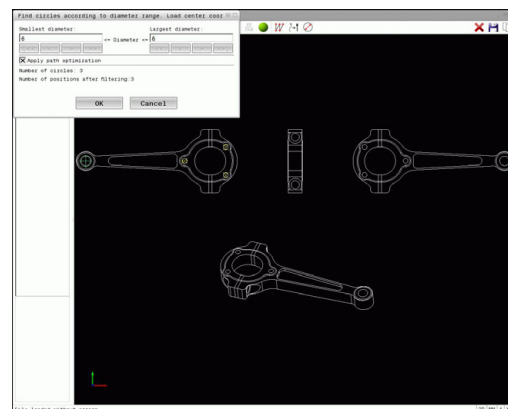 Find circles according to diameter range. Load center coor
Smallest diameter:
Largest diameter:
6
<= Diameter <=
6
Apply path optimization
Number of circles: 3
Number of positions after filtering:3
OK
Cancel